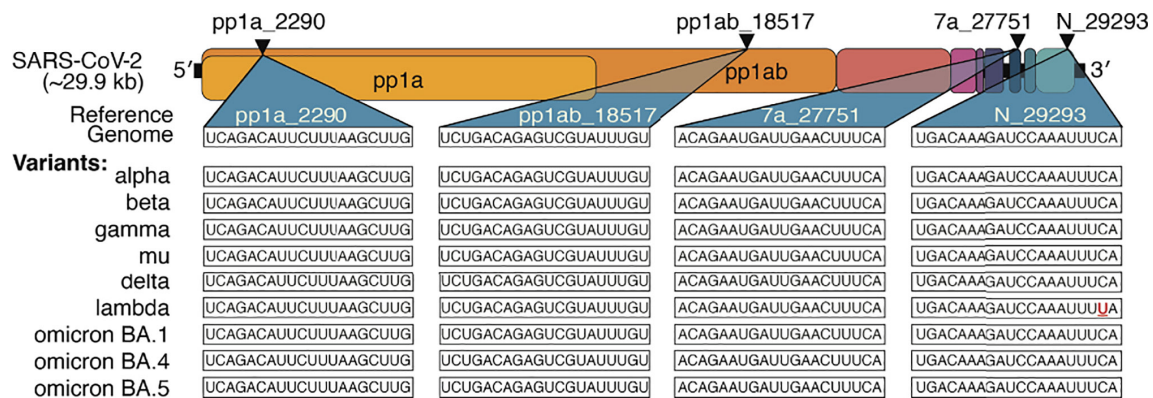 pp1a_2290 pp1ab_18517 7a_27751 N_29293
SARS-CoV-2
(~29.9 kb)
5′ pp1a pp1ab 3′
Reference
Genome
pp1a_2290 pp1ab_18517 7a_27751 N_29293
UCAGACAUUCUUUAAGCUUG UCUGACAGAGUCGUAUUUGU ACAGAAUGAUUGAACUUUCA UGACAAAGAUCCAAAUUUCA
Variants:
alpha UCAGACAUUCUUUAAGCUUG UCUGACAGAGUCGUAUUUGU ACAGAAUGAUUGAACUUUCA UGACAAAGAUCCAAAUUUCA
beta UCAGACAUUCUUUAAGCUUG UCUGACAGAGUCGUAUUUGU ACAGAAUGAUUGAACUUUCA UGACAAAGAUCCAAAUUUCA
gamma UCAGACAUUCUUUAAGCUUG UCUGACAGAGUCGUAUUUGU ACAGAAUGAUUGAACUUUCA UGACAAAGAUCCAAAUUUCA
mu UCAGACAUUCUUUAAGCUUG UCUGACAGAGUCGUAUUUGU ACAGAAUGAUUGAACUUUCA UGACAAAGAUCCAAAUUUCA
delta UCAGACAUUCUUUAAGCUUG UCUGACAGAGUCGUAUUUGU ACAGAAUGAUUGAACUUUCA UGACAAAGAUCCAAAUUUCA
lambda UCAGACAUUCUUUAAGCUUG UCUGACAGAGUCGUAUUUGU ACAGAAUGAUUGAACUUUCA UGACAAAGAUCCAAAUUUUA
omicron BA.1 UCAGACAUUCUUUAAGCUUG UCUGACAGAGUCGUAUUUGU ACAGAAUGAUUGAACUUUCA UGACAAAGAUCCAAAUUUCA
omicron BA.4 UCAGACAUUCUUUAAGCUUG UCUGACAGAGUCGUAUUUGU ACAGAAUGAUUGAACUUUCA UGACAAAGAUCCAAAUUUCA
omicron BA.5 UCAGACAUUCUUUAAGCUUG UCUGACAGAGUCGUAUUUGU ACAGAAUGAUUGAACUUUCA UGACAAAGAUCCAAAUUUCA